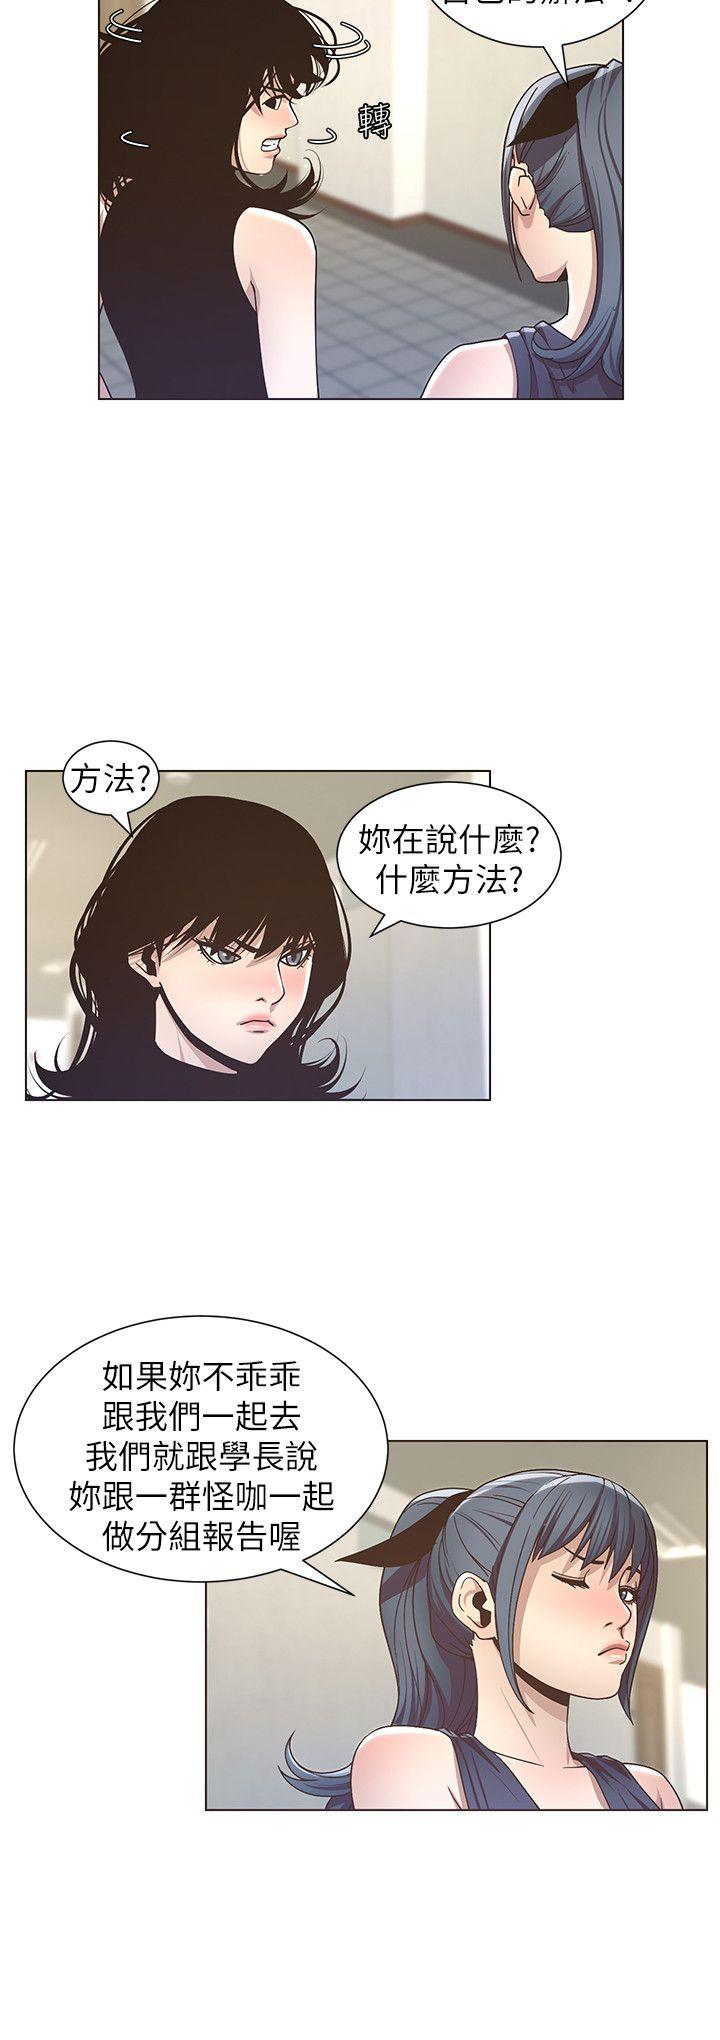 轉
方法?
妳在說什麼?
什麼方法?
如果妳不乖乖
跟我們一起去
我們就跟學長說
妳跟一群怪咖一起
做分組報告喔